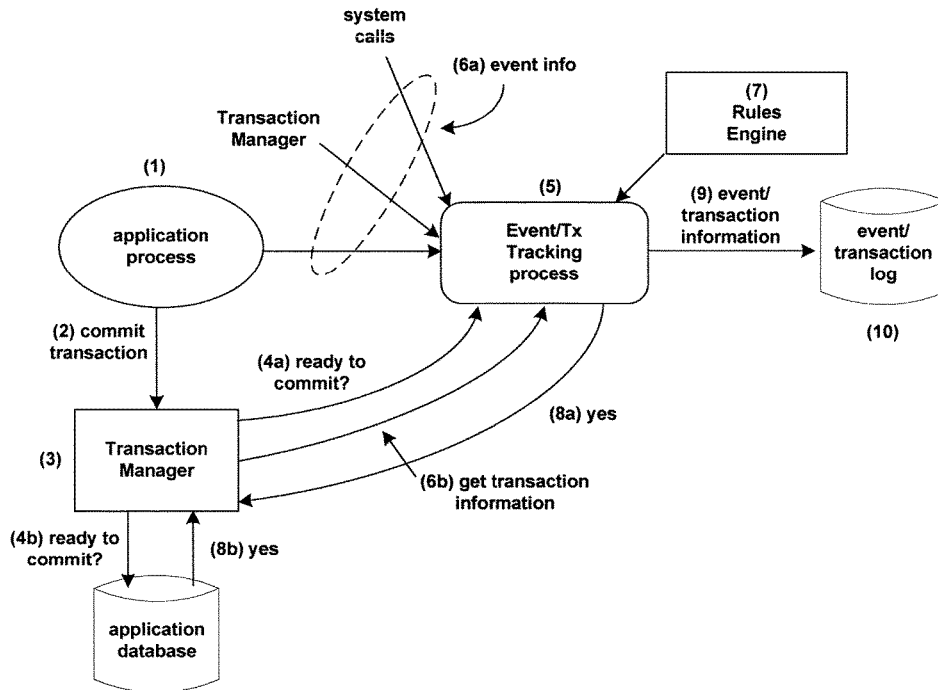 system
calls
(6a) event info
(7)
Rules
Engine
Transaction
Manager
(1)
(5)
(9) event/
transaction
information
application
process
Event/Tx
Tracking
process
event/
transaction
log
(2) commit
transaction
(4a) ready to
commit?
(10)
(8a) yes
(3)
Transaction
Manager
(6b) get transaction
information
(4b) ready to
commit?
(8b) yes
application
database